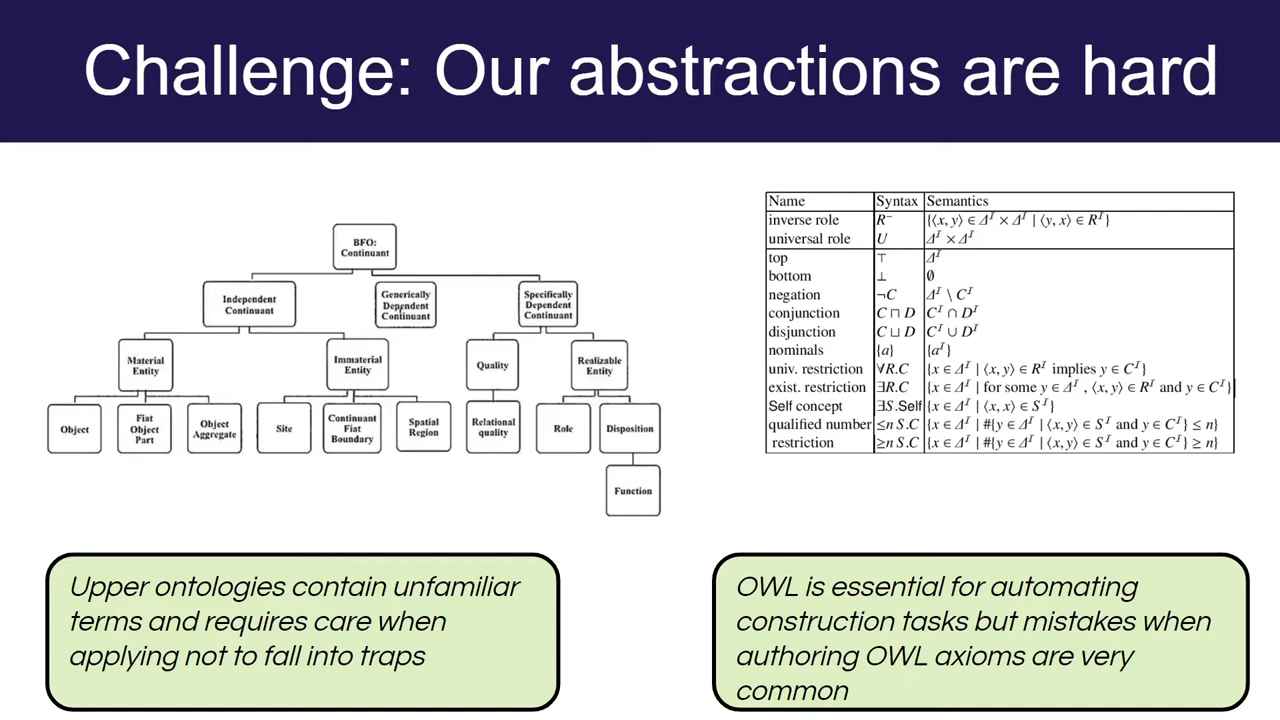 Challenge: Our abstractions are hard
BFO:
Continuant
Independent
Continuant
Generically
Dependent
Continuant
Specifically
Dependent
Continuant
Material
Entity
Immaterial
Entity
Quality
Realizable
Entity
Object
Fiat
Object
Part
Object
Aggregate
Site
Continuant
Fiat
Boundary
Spatial
Region
Relational
quality
Role
Disposition
Function
Name Syntax Semantics
inverse role R⁻ {⟨x, y⟩ ∈ Δᴵ × Δᴵ | ⟨y, x⟩ ∈ Rᴵ}
universal role U Δᴵ × Δᴵ
top ⊤ Δᴵ
bottom ⊥ ∅
negation ¬C Δᴵ \ Cᴵ
conjunction C ⊓ D Cᴵ ∩ Dᴵ
disjunction C ⊔ D Cᴵ ∪ Dᴵ
nominals {a} {aᴵ}
univ. restriction ∀R.C {x ∈ Δᴵ | ⟨x, y⟩ ∈ Rᴵ implies y ∈ Cᴵ}
exist. restriction ∃R.C {x ∈ Δᴵ | for some y ∈ Δᴵ , ⟨x, y⟩ ∈ Rᴵ and y ∈ Cᴵ}
Self concept ∃S.Self {x ∈ Δᴵ | ⟨x, x⟩ ∈ Sᴵ}
qualified number ≤n S.C {x ∈ Δᴵ | #{y ∈ Δᴵ | ⟨x, y⟩ ∈ Sᴵ and y ∈ Cᴵ} ≤ n}
restriction ≥n S.C {x ∈ Δᴵ | #{y ∈ Δᴵ | ⟨x, y⟩ ∈ Sᴵ and y ∈ Cᴵ} ≥ n}
Upper ontologies contain unfamiliar
terms and requires care when
applying not to fall into traps
OWL is essential for automating
construction tasks but mistakes when
authoring OWL axioms are very
common